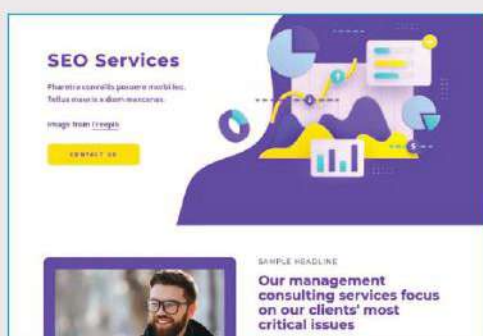 SEO Services
Pharetra convallis posuere morbi leo.
Tellus mauris a diam maecenas.
Image from Freepik
CONTACT US
SAMPLE HEADLINE
Our management
consulting services focus
on our clients' most
critical issues